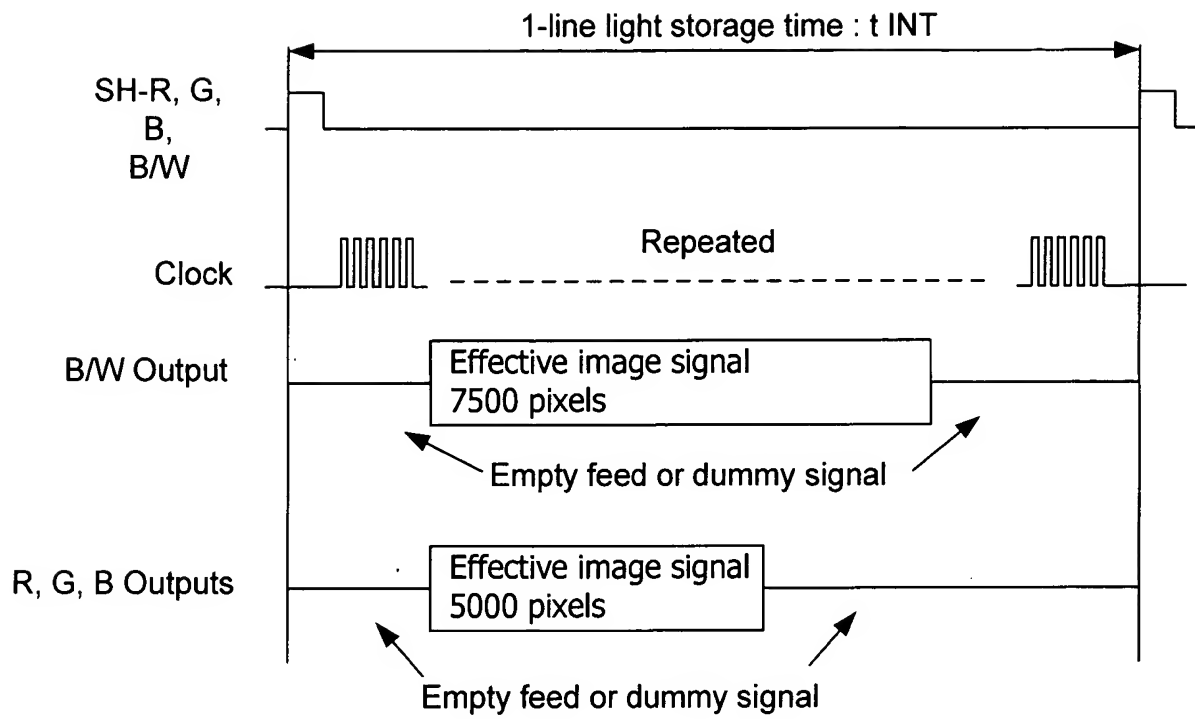 1-line light storage time : t INT
SH-R, G,
B,
B/W
Repeated
Clock
B/W Output
Effective image signal
7500 pixels
Empty feed or dummy signal
R, G, B Outputs
Effective image signal
5000 pixels
Empty feed or dummy signal